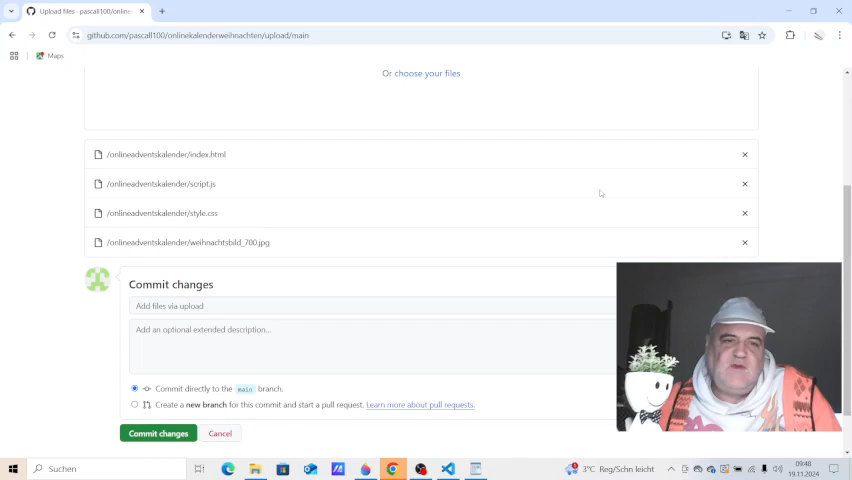 Upload files - pascall100/onlinek
github.com/pascall100/onlinekalenderweihnachten/upload/main
Maps
Or choose your files
/onlineadventskalender/index.html
/onlineadventskalender/script.js
/onlineadventskalender/style.css
/onlineadventskalender/weihnachtsbild_700.jpg
Commit changes
Add files via upload
Add an optional extended description...
Commit directly to the main branch.
Create a new branch for this commit and start a pull request. Learn more about pull requests.
Commit changes Cancel
Suchen
3°C Reg/Schn leicht
09:48
19.11.2024